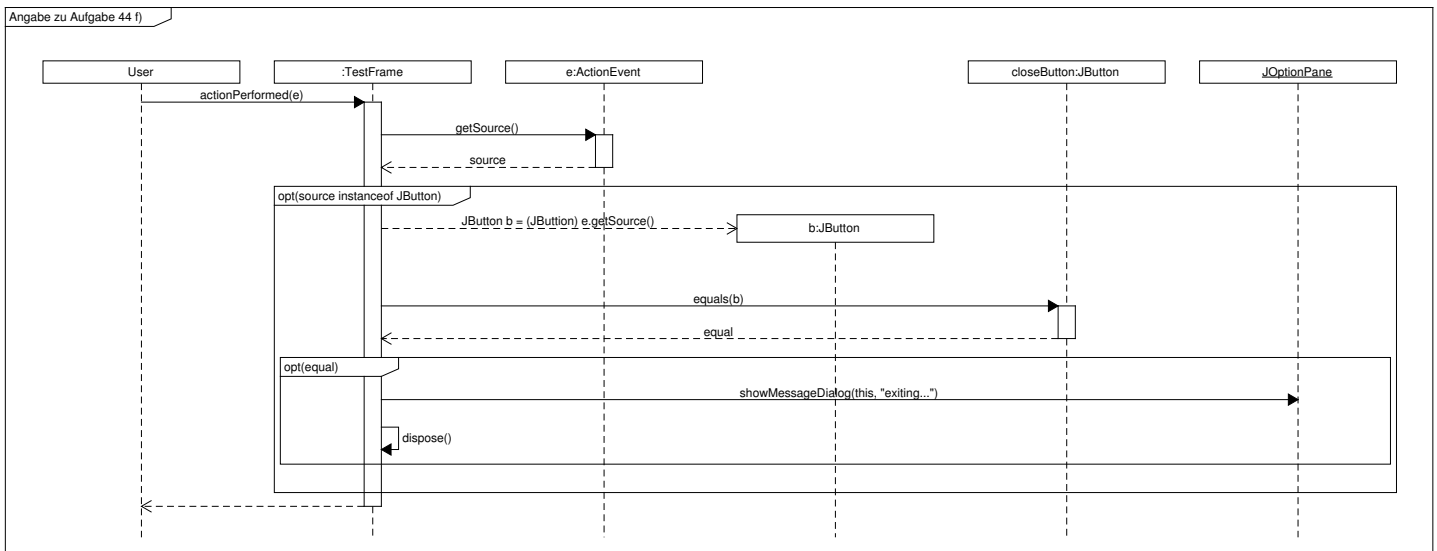 Angabe zu Aufgabe 44 f)
User
:TestFrame
e:ActionEvent
closeButton:JButton
JOptionPane
actionPerformed(e)
getSource()
source
opt(source instanceof JButton)
JButton b = (JButtion) e.getSource()
b:JButton
equals(b)
equal
opt(equal)
showMessageDialog(this, "exiting...")
dispose()